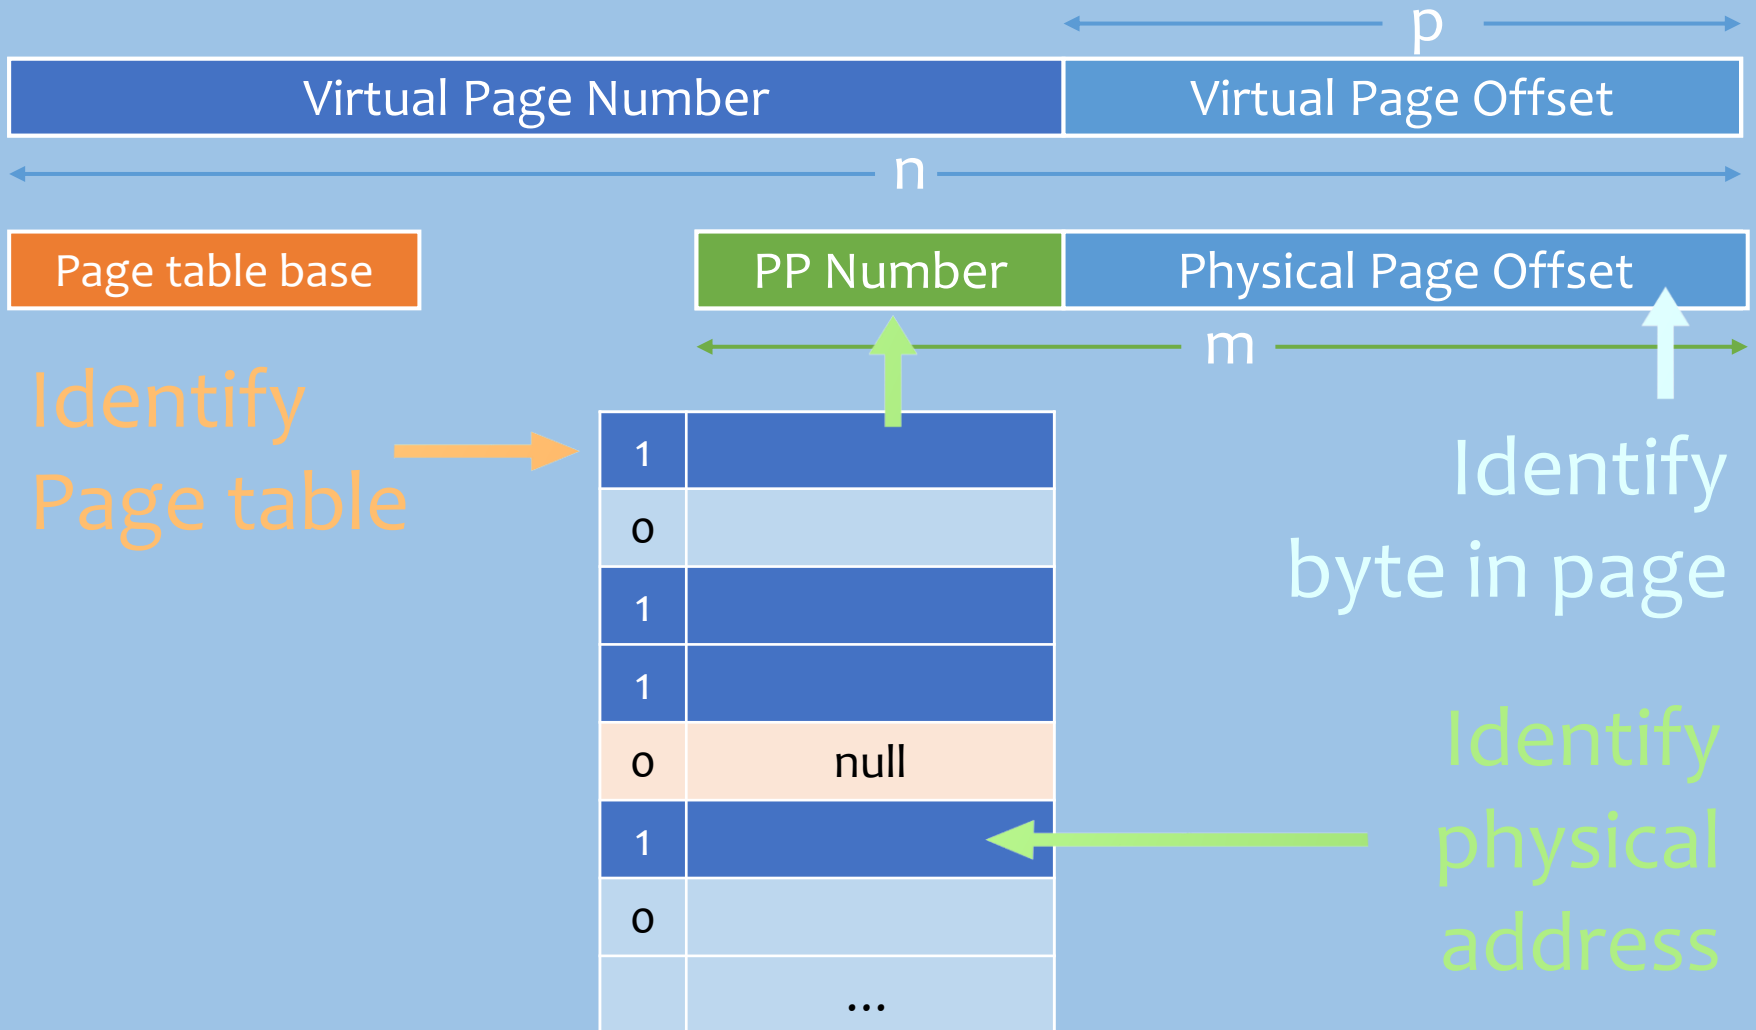 p
Virtual Page Number Virtual Page Offset
n
Page table base PP Number Physical Page Offset
m
Identify
Page table
1
0
1
1
0 null
1
0
...
Identify
byte in page
Identify
physical
address